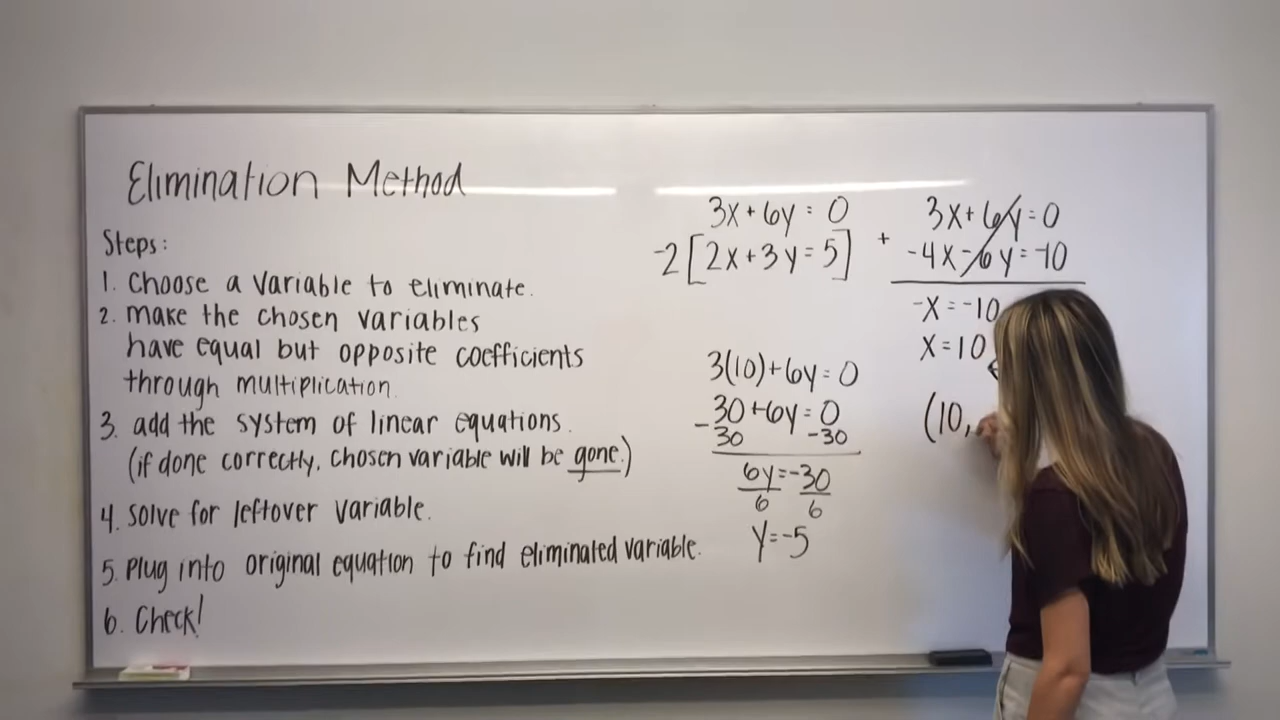 Elimination Method
Steps:
1. Choose a variable to eliminate.
2. make the chosen variables
have equal but opposite coefficients
through multiplication.
3. add the system of linear equations.
(if done correctly, chosen variable will be gone.)
4. solve for leftover variable.
5. Plug into original equation to find eliminated variable.
6. Check!
3x+6y=0
-2[2x+3y=5]
3(10)+6y=0
30+6y=0
-30 -30
6y=-30
6 6
y=-5
3x+6y=0
+ -4x-6y=-10
-x=-10
x=10
(10,